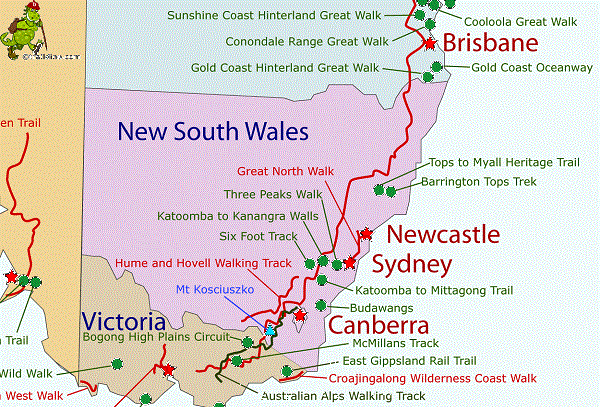 Sunshine Coast Hinterland Great Walk
Cooloola Great Walk
Conondale Range Great Walk
Brisbane
Gold Coast Hinterland Great Walk
Gold Coast Oceanway
en Trail
New South Wales
Tops to Myall Heritage Trail
Great North Walk
Barrington Tops Trek
Three Peaks Walk
Katoomba to Kanangra Walls
Six Foot Track
Newcastle
Sydney
Hume and Hovell Walking Track
Mt Kosciuszko
Katoomba to Mittagong Trail
Budawangs
Victoria
Canberra
Bogong High Plains Circuit
McMillans Track
n Trail
East Gippsland Rail Trail
Wild Walk
Croajingalong Wilderness Coast Walk
West Walk
Australian Alps Walking Track